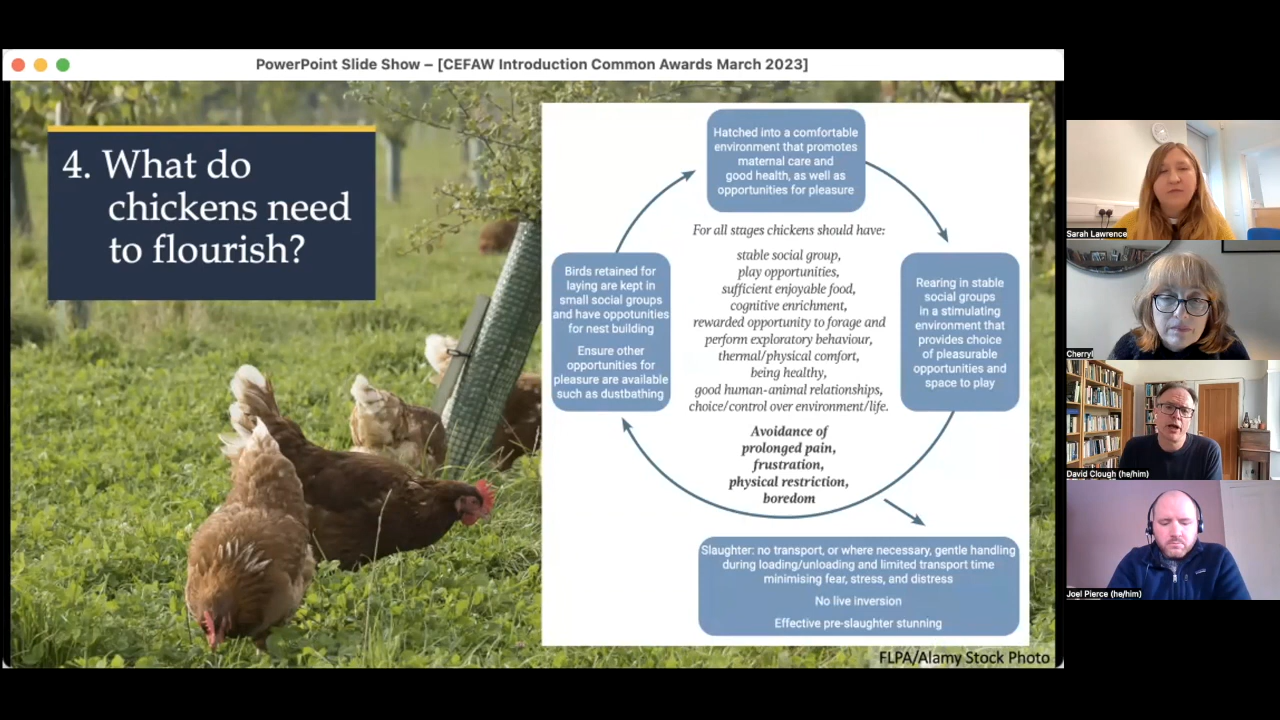 PowerPoint Slide Show – [CEFAW Introduction Common Awards March 2023]
4. What do
chickens need
to flourish?
Hatched into a comfortable
environment that promotes
maternal care and
good health, as well as
opportunities for pleasure
For all stages chickens should have:
stable social group,
play opportunities,
sufficient enjoyable food,
cognitive enrichment,
rewarded opportunity to forage and
perform exploratory behaviour,
thermal/physical comfort,
being healthy,
good human-animal relationships,
choice/control over environment/life.
Avoidance of
prolonged pain,
frustration,
physical restriction,
boredom
Rearing in stable
social groups
in a stimulating
environment that
provides choice
of pleasurable
opportunities and
space to play
Birds retained for
laying are kept in
small social groups
and have oppotunities
for nest building
Ensure other
opportunities for
pleasure are available
such as dustbathing
Slaughter: no transport, or where necessary, gentle handling
during loading/unloading and limited transport time
minimising fear, stress, and distress
No live inversion
Effective pre-slaughter stunning
FLPA/Alamy Stock Photo
Sarah Lawrence
Cherryl
David Clough (he/him)
Joel Pierce (he/him)